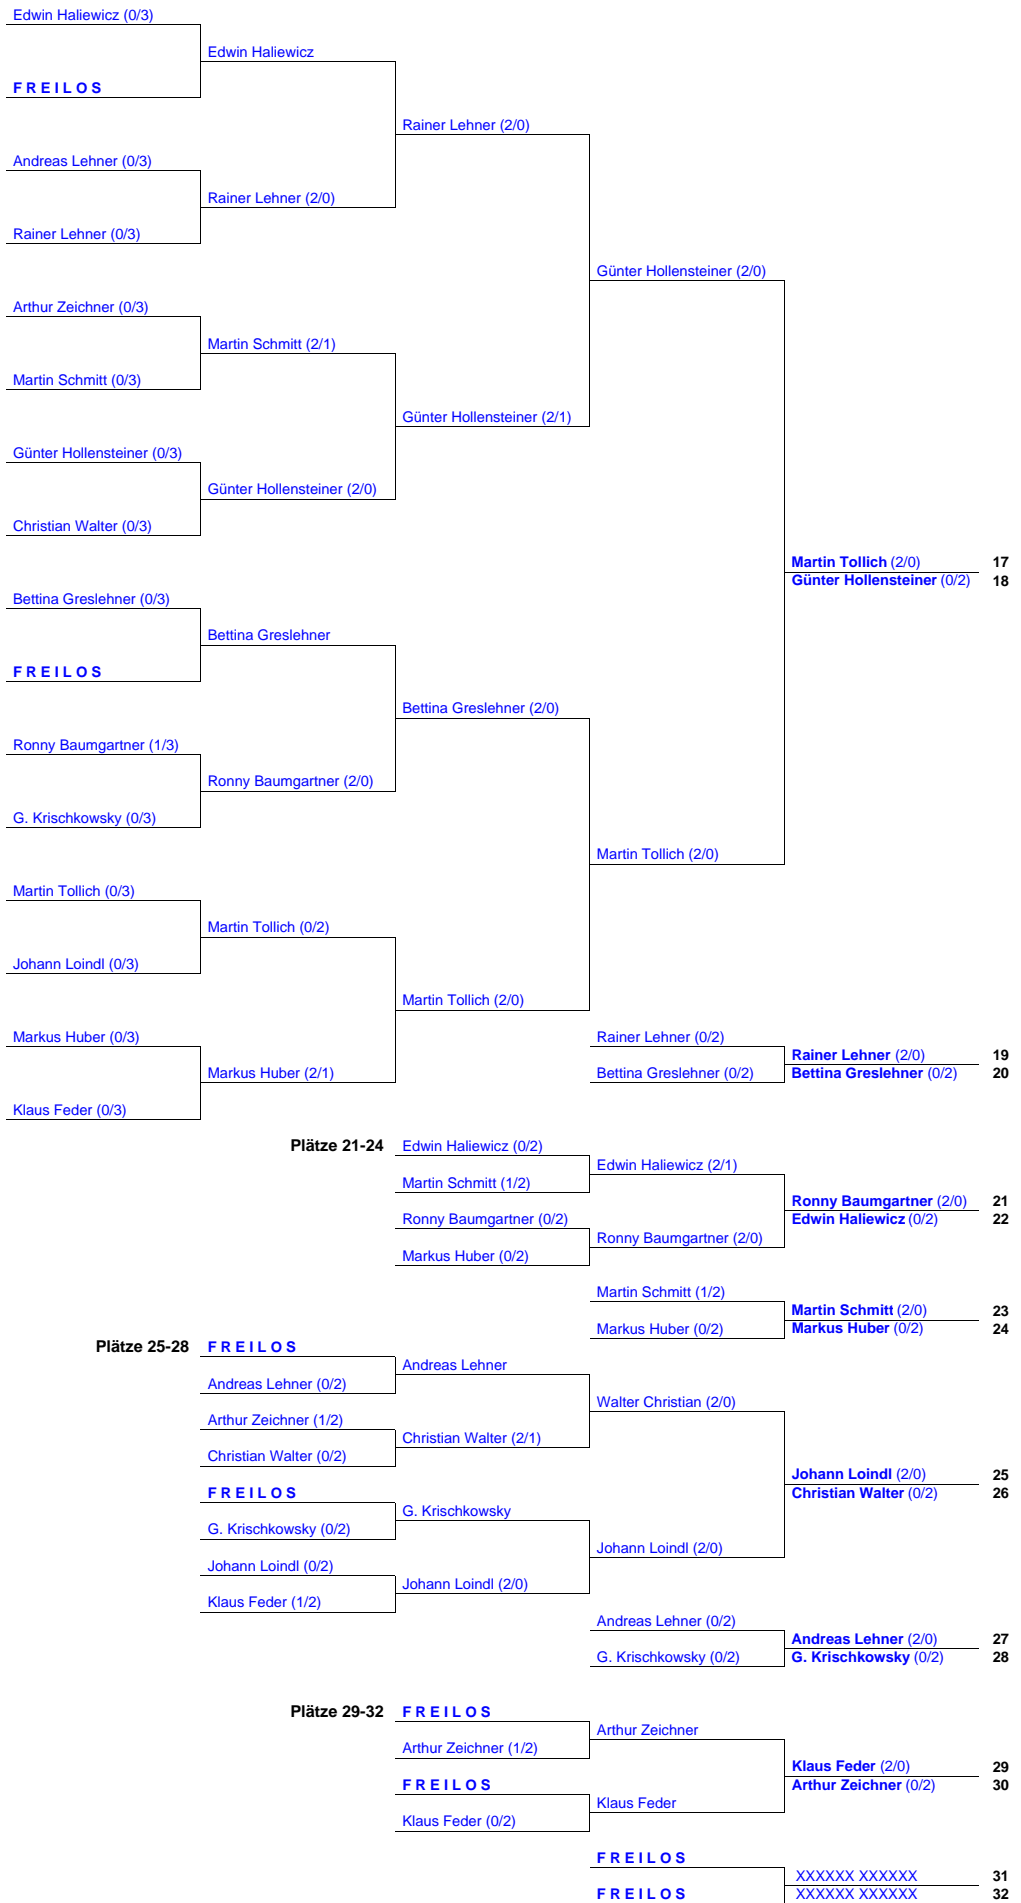 Edwin Haliewicz (0/3)
Edwin Haliewicz
F R E I L O S
Rainer Lehner (2/0)
Andreas Lehner (0/3)
Rainer Lehner (2/0)
Rainer Lehner (0/3)
Günter Hollensteiner (2/0)
Arthur Zeichner (0/3)
Martin Schmitt (2/1)
Martin Schmitt (0/3)
Günter Hollensteiner (2/1)
Günter Hollensteiner (0/3)
Günter Hollensteiner (2/0)
Christian Walter (0/3)
Martin Tollich (2/0) 17
Günter Hollensteiner (0/2) 18
Bettina Greslehner (0/3)
Bettina Greslehner
F R E I L O S
Bettina Greslehner (2/0)
Ronny Baumgartner (1/3)
Ronny Baumgartner (2/0)
G. Krischkowsky (0/3)
Martin Tollich (2/0)
Martin Tollich (0/3)
Martin Tollich (0/2)
Johann Loindl (0/3)
Martin Tollich (2/0)
Markus Huber (0/3) Rainer Lehner (0/2)
Rainer Lehner (2/0) 19
Markus Huber (2/1) Bettina Greslehner (0/2) Bettina Greslehner (0/2) 20
Klaus Feder (0/3)
Plätze 21-24 Edwin Haliewicz (0/2)
Edwin Haliewicz (2/1)
Martin Schmitt (1/2)
Ronny Baumgartner (2/0) 21
Ronny Baumgartner (0/2) Edwin Haliewicz (0/2) 22
Ronny Baumgartner (2/0)
Markus Huber (0/2)
Martin Schmitt (1/2)
Martin Schmitt (2/0) 23
Markus Huber (0/2) Markus Huber (0/2) 24
Plätze 25-28 F R E I L O S
Andreas Lehner
Andreas Lehner (0/2)
Walter Christian (2/0)
Arthur Zeichner (1/2)
Christian Walter (2/1)
Christian Walter (0/2)
Johann Loindl (2/0) 25
F R E I L O S Christian Walter (0/2) 26
G. Krischkowsky
G. Krischkowsky (0/2)
Johann Loindl (2/0)
Johann Loindl (0/2)
Johann Loindl (2/0)
Klaus Feder (1/2)
Andreas Lehner (0/2)
Andreas Lehner (2/0) 27
G. Krischkowsky (0/2) G. Krischkowsky (0/2) 28
Plätze 29-32 F R E I L O S
Arthur Zeichner
Arthur Zeichner (1/2)
Klaus Feder (2/0) 29
F R E I L O S Arthur Zeichner (0/2) 30
Klaus Feder
Klaus Feder (0/2)
F R E I L O S
XXXXXX XXXXXX 31
F R E I L O S XXXXXX XXXXXX 32